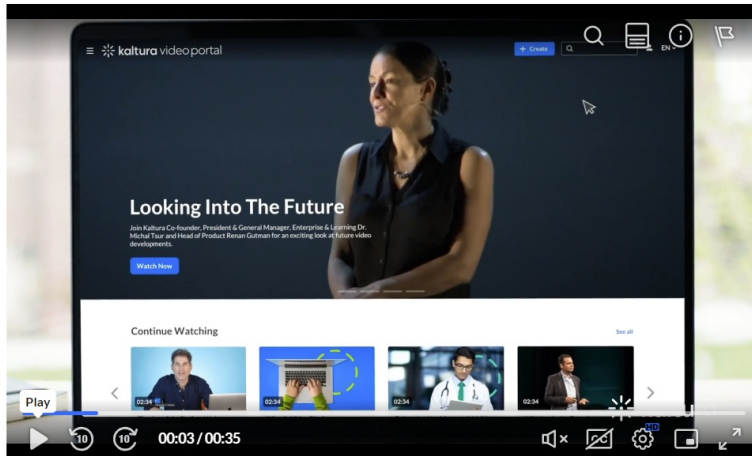 kaltura videoportal
+ Create
EN
Looking Into The Future
Join Kaltura Co-founder, President & General Manager, Enterprise & Learning Dr.
Michal Tsur and Head of Product Renan Gutman for an exciting look at future video
developments.
Watch Now
Continue Watching
See all
02:34
02:34
02:34
02:34
Play
10
10
00:03 / 00:35
CC
HD